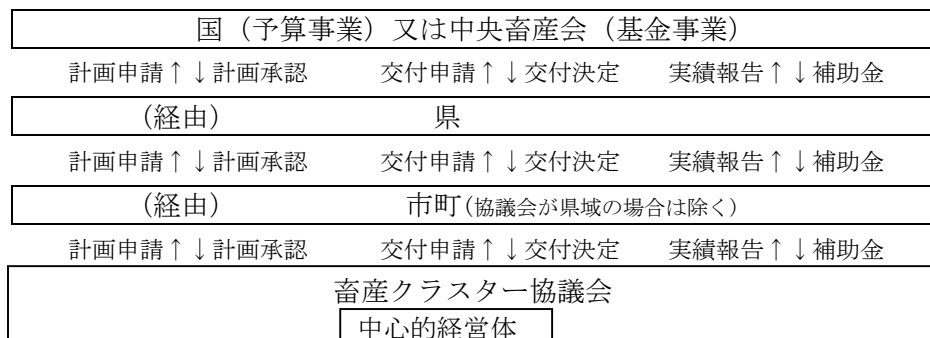 国（予算事業）又は中央畜産会（基金事業）
計画申請↑↓計画承認 交付申請↑↓交付決定 実績報告↑↓補助金
（経由） 県
計画申請↑↓計画承認 交付申請↑↓交付決定 実績報告↑↓補助金
（経由） 市町(協議会が県域の場合は除く)
計画申請↑↓計画承認 交付申請↑↓交付決定 実績報告↑↓補助金
畜産クラスター協議会
中心的経営体